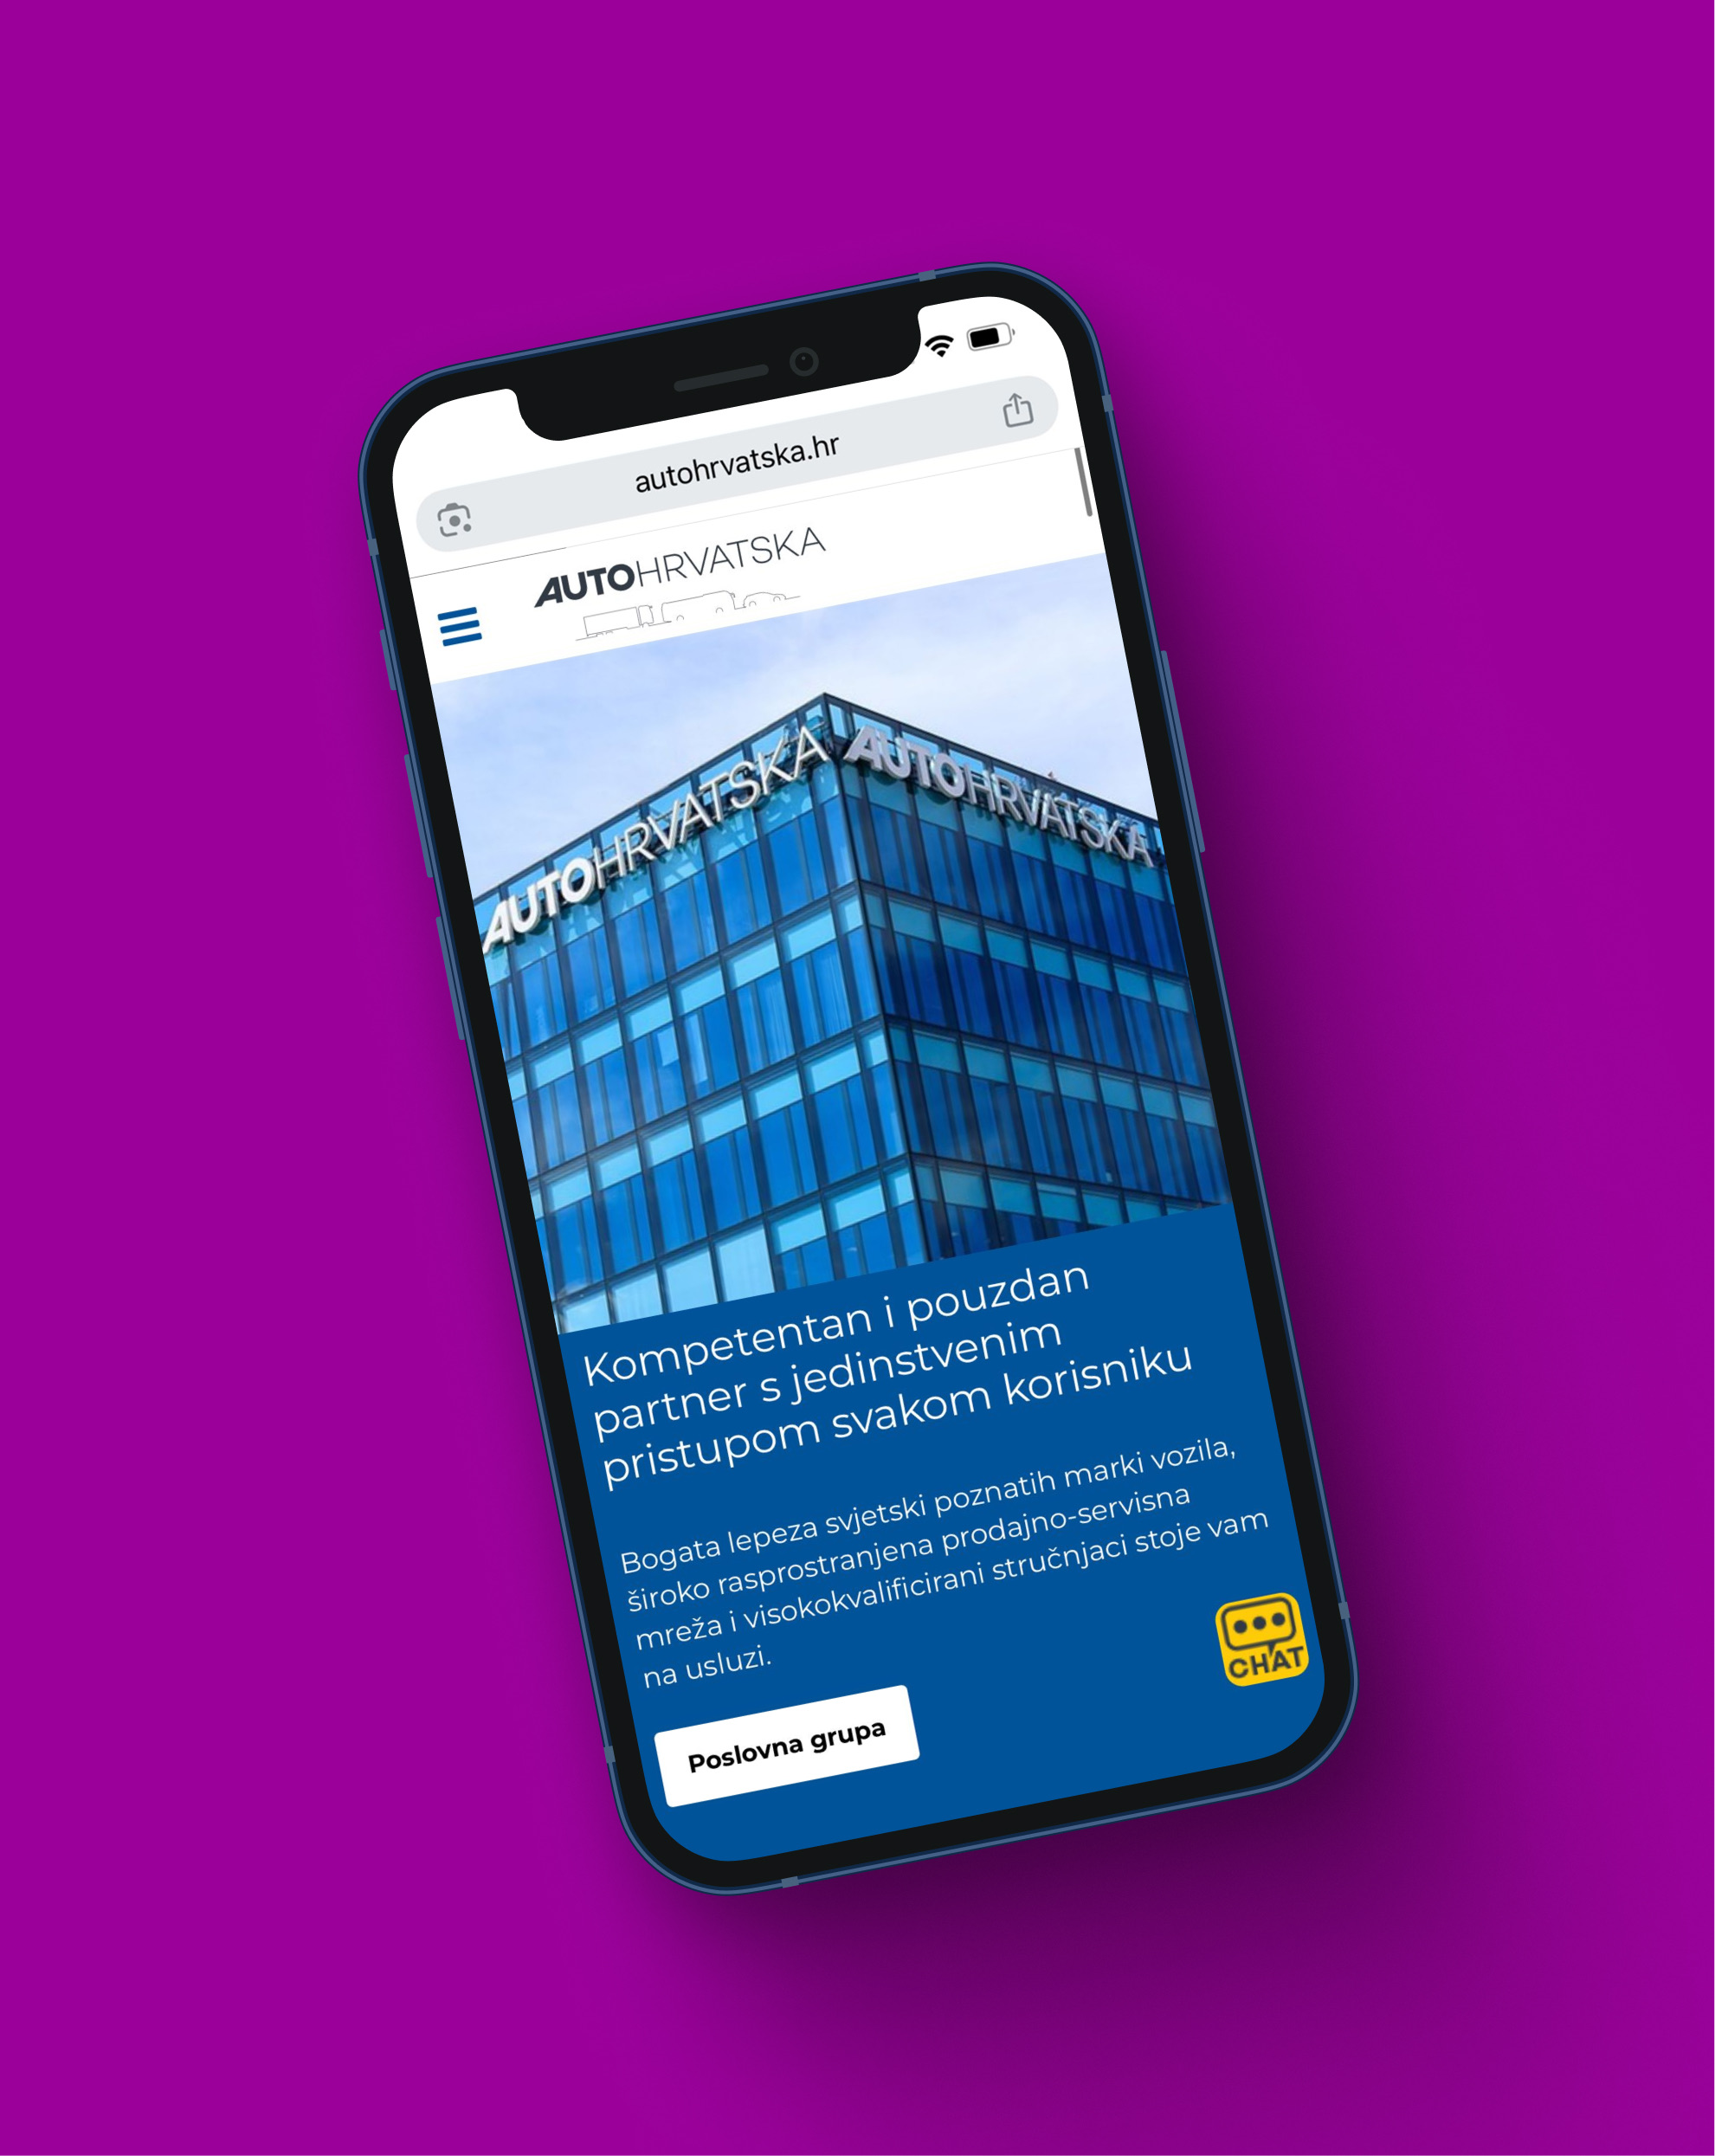 autohrvatska.hr
AUTOHRVATSKA
AUTOHRVATSKA AUTOHRVATSKA
Kompetentan i pouzdan
partner s jedinstvenim
pristupom svakom korisniku
Bogata lepeza svjetski poznatih marki vozila,
široko rasprostranjena prodajno-servisna
mreža i visokokvalificirani stručnjaci stoje vam
na usluzi.
CHAT
Poslovna grupa